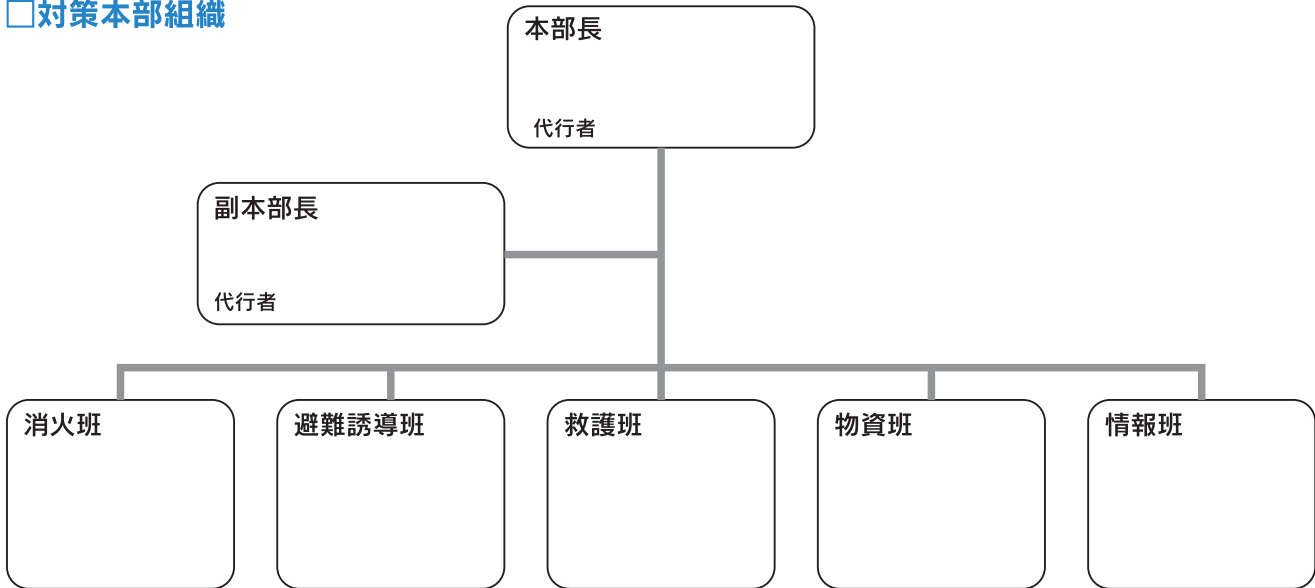 □対策本部組織
本部長
代行者
副本部長
代行者
消火班
避難誘導班
救護班
物資班
情報班